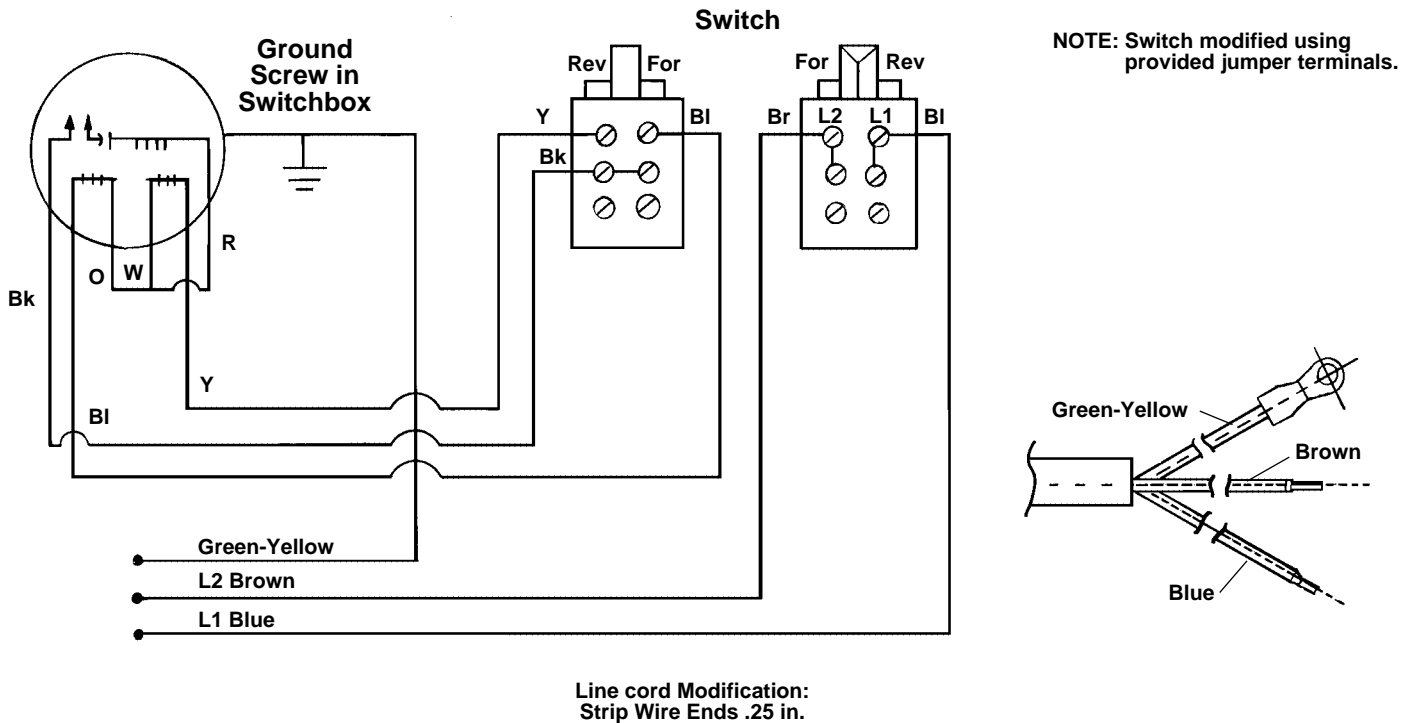 Switch
NOTE: Switch modified using
provided jumper terminals.
Ground
Screw in
Switchbox
Rev
For
For
Rev
Y
Bl
Br
L2
L1
Bl
Bk
R
O
W
Bk
Y
Bl
Green-Yellow
Brown
Blue
Green-Yellow
L2 Brown
L1 Blue
Line cord Modification:
Strip Wire Ends .25 in.